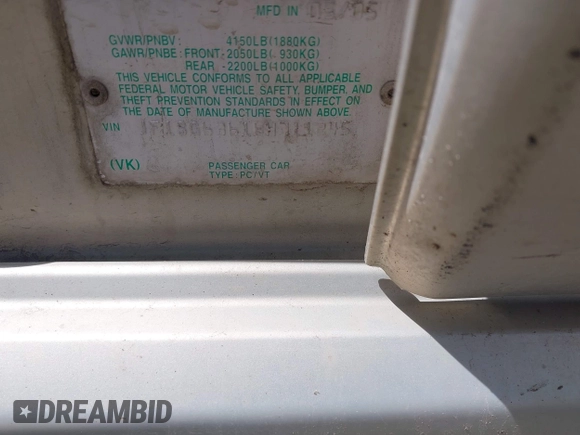 MFD IN
GVWR/PNBV: 4150LB(1880KG)
GAWR/PNBE: FRONT: 2050LB( 930KG)
REAR -2200LB(1000KG)
THIS VEHICLE CONFORMS TO ALL APPLICABLE
FEDERAL MOTOR VEHICLE SAFETY, BUMPER, AND
THEFT PREVENTION STANDARDS IN EFFECT ON
THE DATE OF MANUFACTURE SHOWN ABOVE.
VIN
(VK)
PASSENGER CAR
TYPE PC/VT
DREAMBID